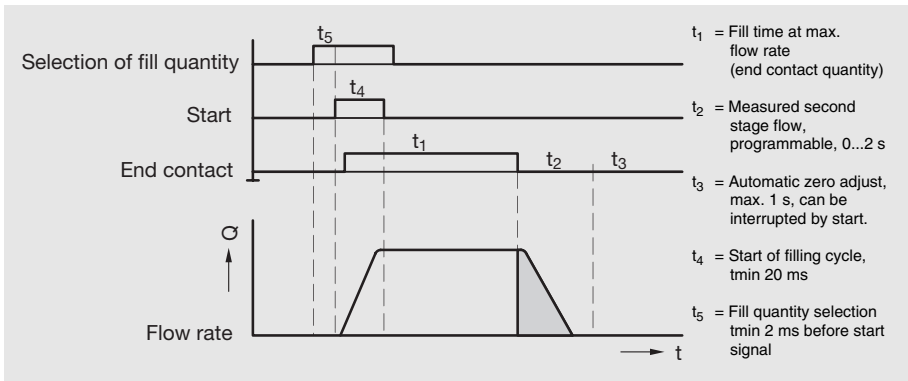 t5
Selection of fill quantity
t4
Start
t1
End contact
t2
t3
Q
Flow rate
t
t1 = Fill time at max.
flow rate
(end contact quantity)
t2 = Measured second
stage flow,
programmable, 0...2 s
t3 = Automatic zero adjust,
max. 1 s, can be
interrupted by start.
t4 = Start of filling cycle,
tmin 20 ms
t5 = Fill quantity selection
tmin 2 ms before start
signal